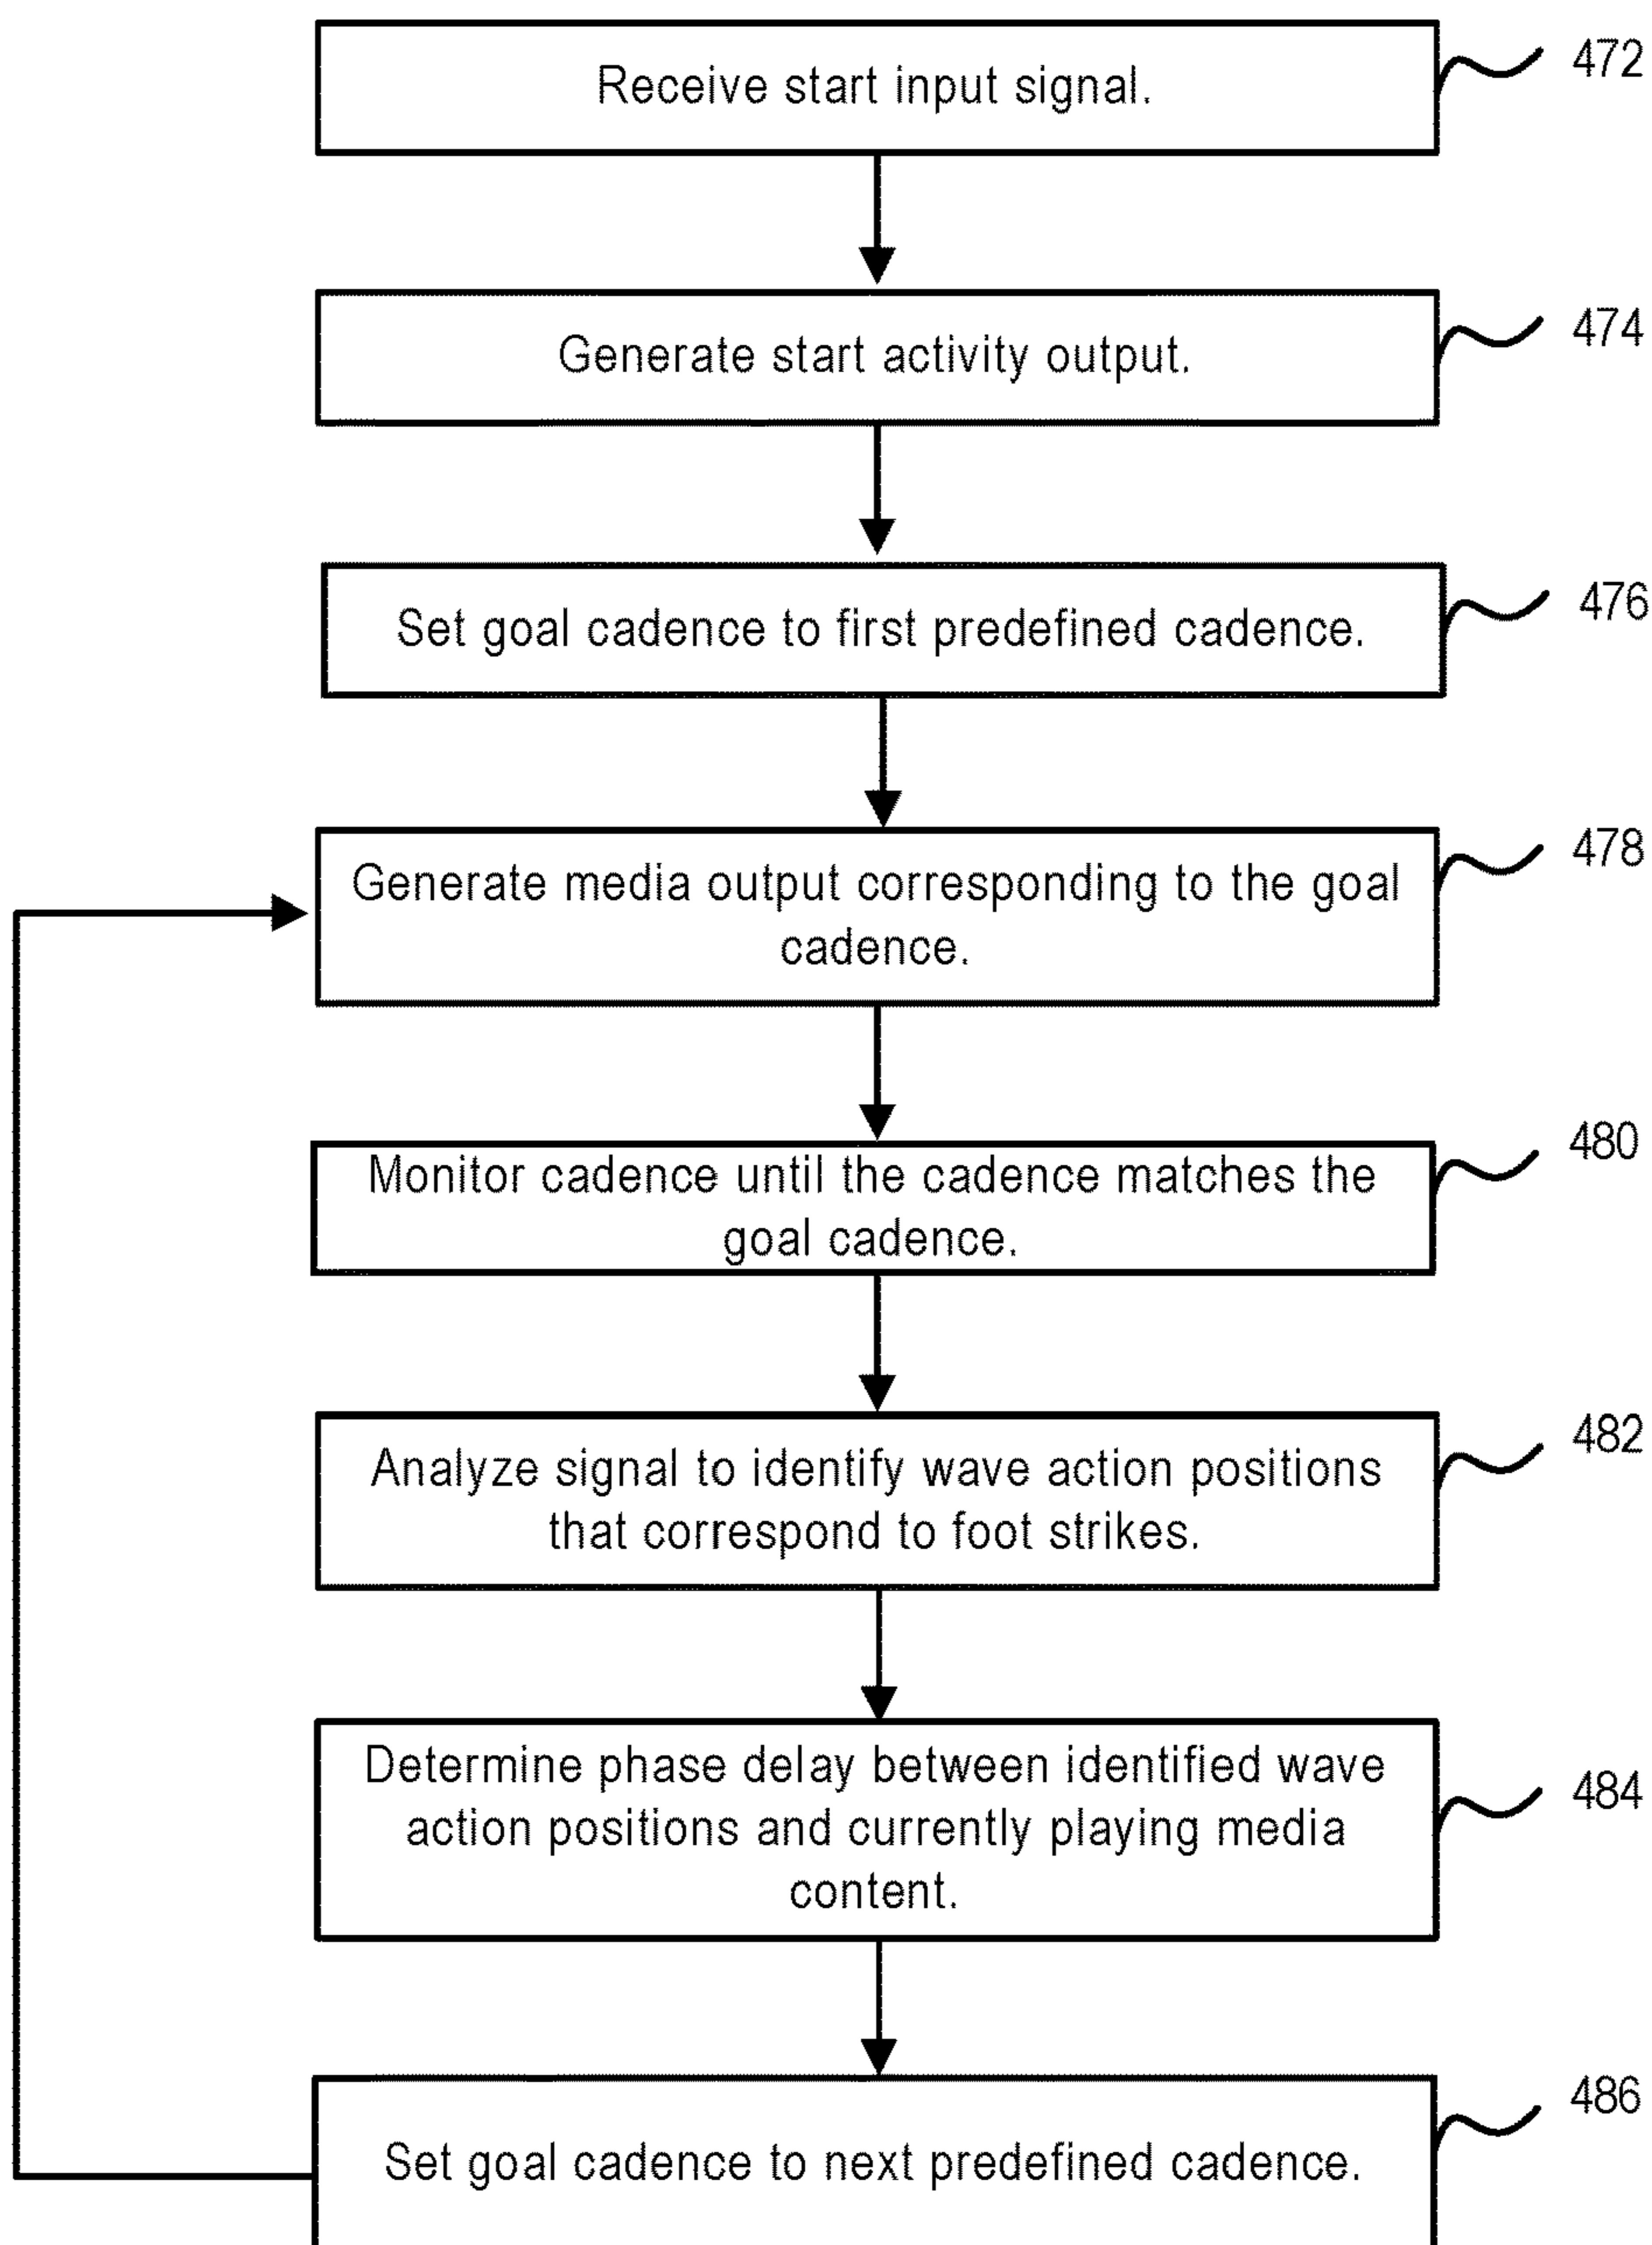 Receive start input signal.
472
Generate start activity output.
474
Set goal cadence to first predefined cadence.
476
Generate media output corresponding to the goal
cadence.
478
Monitor cadence until the cadence matches the
goal cadence.
480
Analyze signal to identify wave action positions
that correspond to foot strikes.
482
Determine phase delay between identified wave
action positions and currently playing media
content.
484
Set goal cadence to next predefined cadence.
486